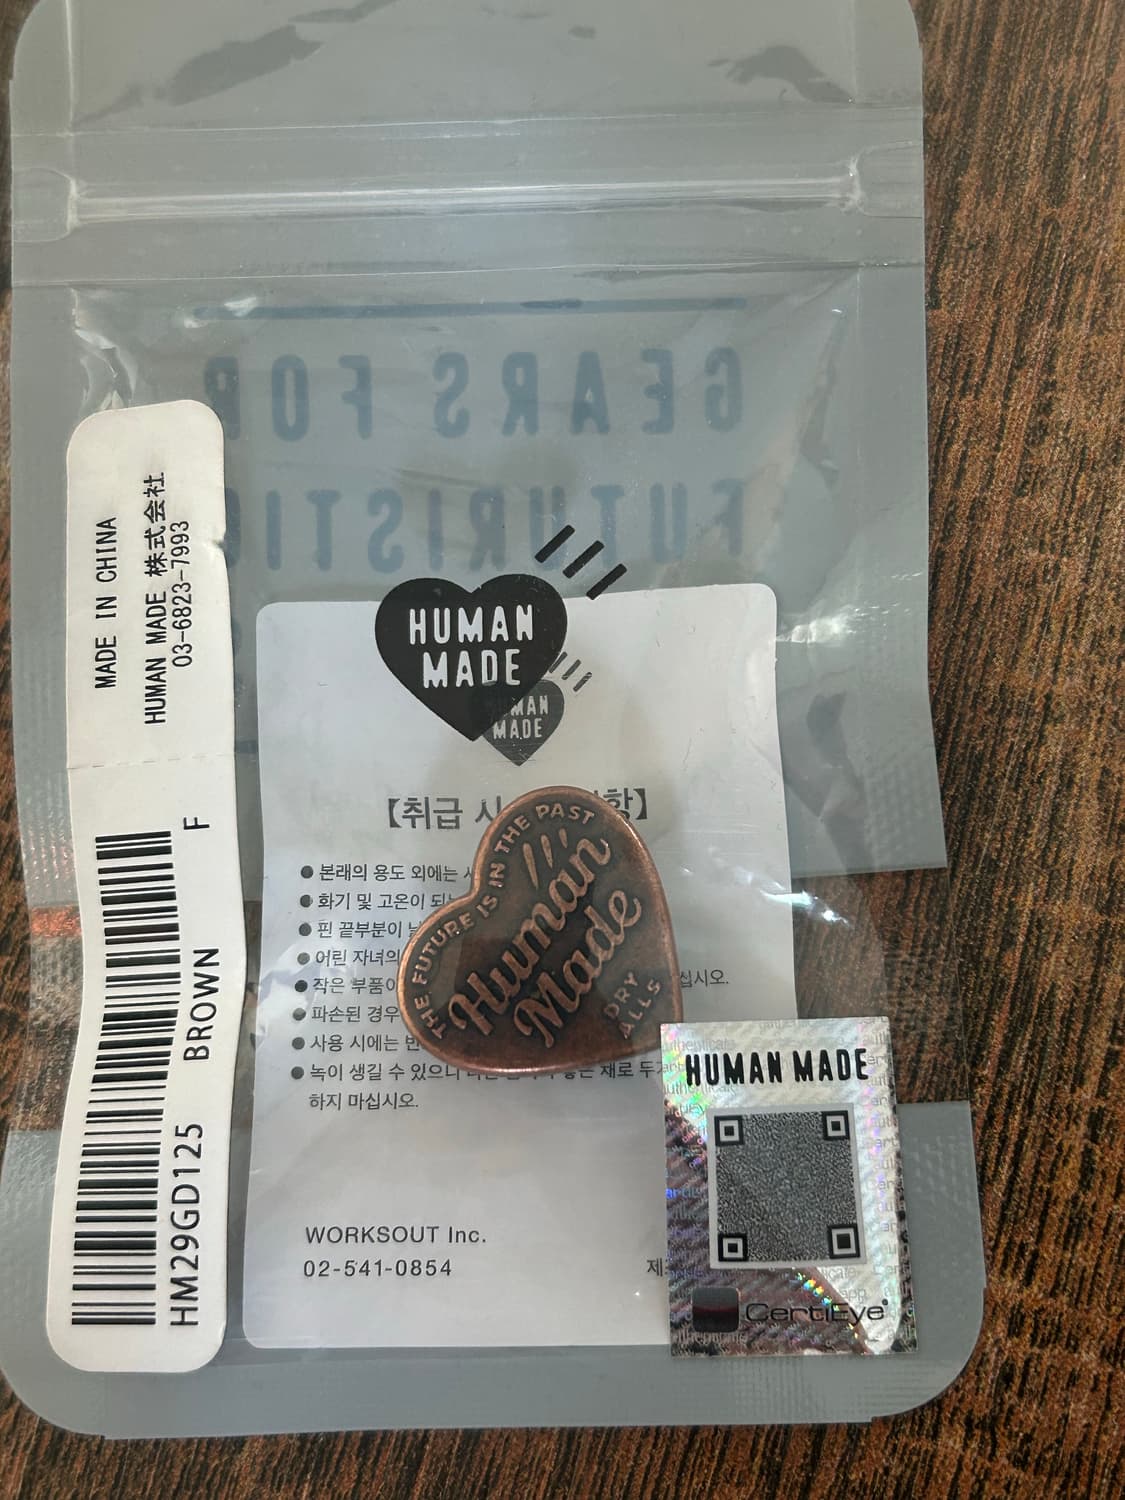 GEARS FOR
FUTURISTIC
MADE IN CHINA
HUMAN MADE 株式会社
03-6823-7993
F
BROWN
HM29GD125
HUMAN
MADE
HUMAN
MADE
【취급
항】
● 본래의 용도 외에는
● 화기 및 고온이
● 핀 끝부분이
● 어린 자녀의
● 작은 부품이
십시오.
● 파손된 경우
● 사용 시에는
● 녹이 생길 수 있으니 채로
하지 마십시오.
THE FUTURE IS IN THE PAST
Human
Made
DRY
ALLS
WORKSOUT Inc.
02-541-0854
HUMAN MADE
CertiEye